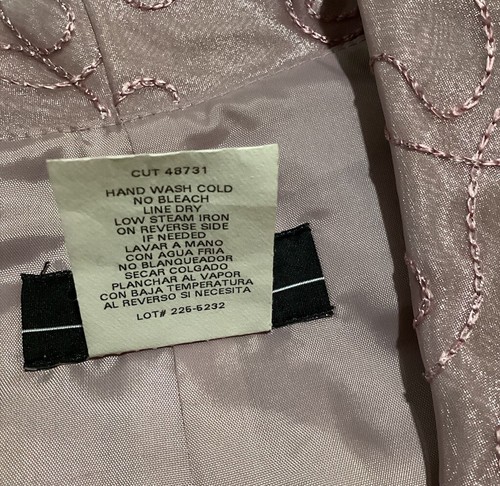 CUT 48731
HAND WASH COLD
NO BLEACH
LINE DRY
LOW STEAM IRON
ON REVERSE SIDE
IF NEEDED
LAVAR A MANO
CON AGUA FRIA
NO BLANQUEADOR
SECAR COLGADO
PLANCHAR AL VAPOR
CON BAJA TEMPERATURA
AL REVERSO SI NECESITA
LOT# 225-5232